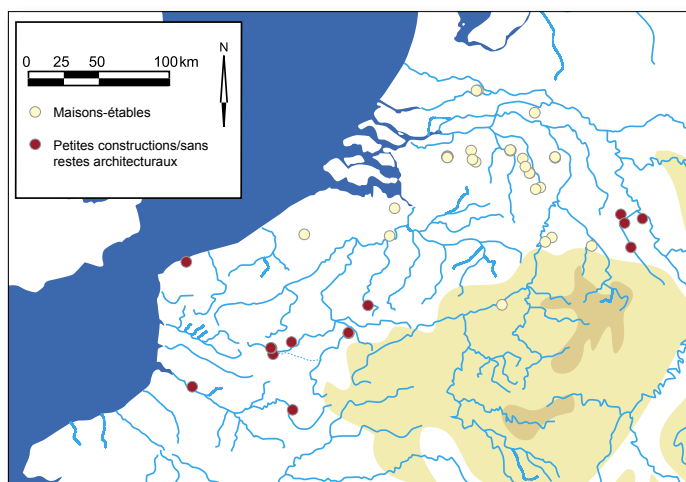 N
0 25 50 100 km
Maisons-étables
Petites constructions/sans
restes architecturaux